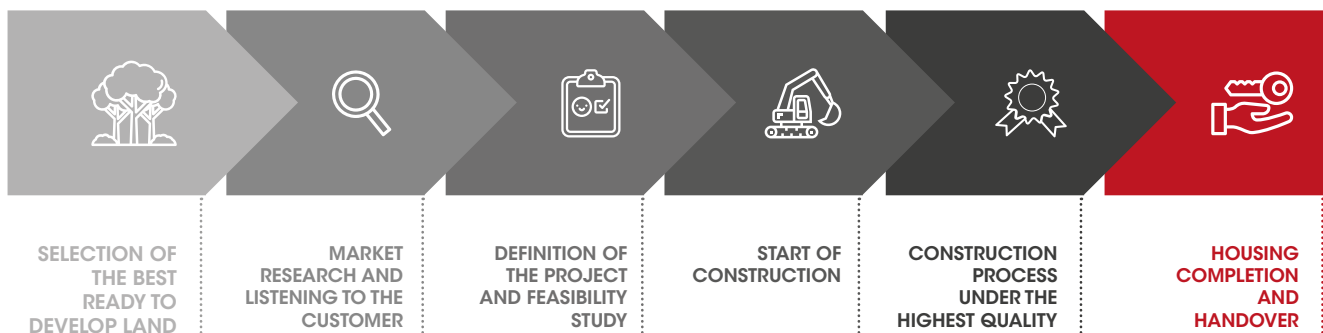 SELECTION OF
THE BEST
READY TO
DEVELOP LAND
MARKET
RESEARCH AND
LISTENING TO THE
CUSTOMER
DEFINITION OF
THE PROJECT
AND FEASIBILITY
STUDY
START OF
CONSTRUCTION
CONSTRUCTION
PROCESS
UNDER THE
HIGHEST QUALITY
HOUSING
COMPLETION
AND
HANDOVER